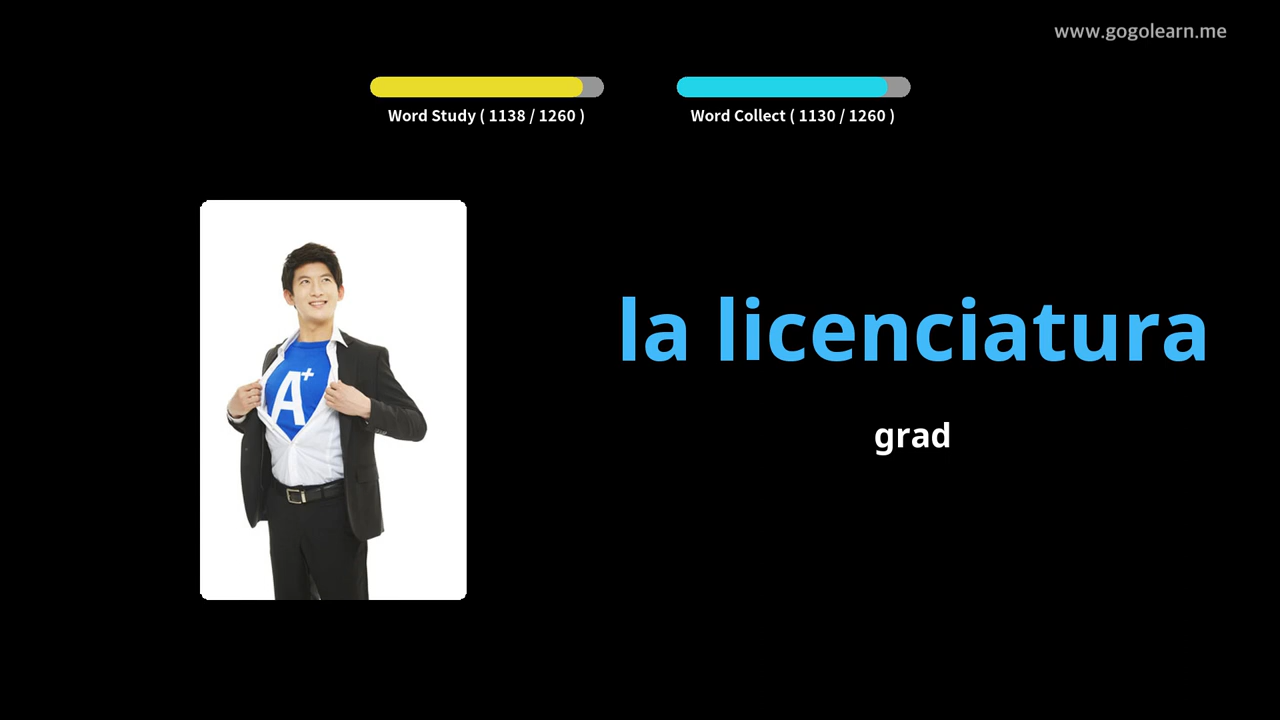 www.gogolearn.me
Word Study ( 1138 / 1260 )
Word Collect ( 1130 / 1260 )
A+
la licenciatura
grad